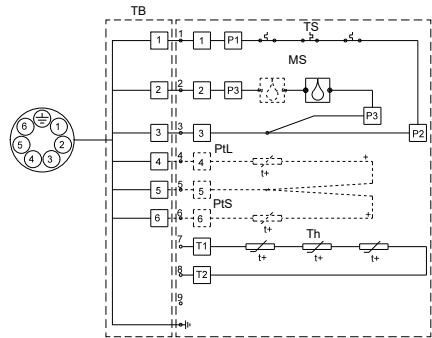 TB
TS
1 1 1 P1
MS
2 2 2 P3
P3
3 3 3 P2
PtL
4 4 4 t+ +
5 5 5
PtS
6 6 6 t+ +
Th
7 T1 t+ t+ t+
8 T2
9
6 1
5 2
4 3